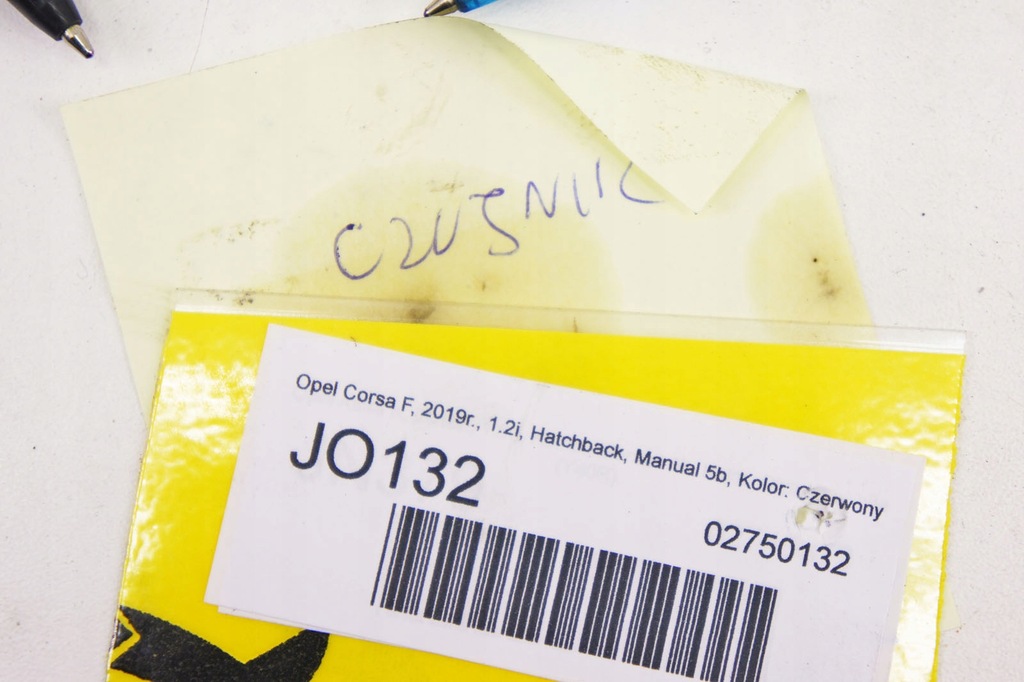 CZUJNIK
Opel Corsa F, 2019r., 1.2i, Hatchback, Manual 5b, Kolor: Czerwony
JO132
02750132